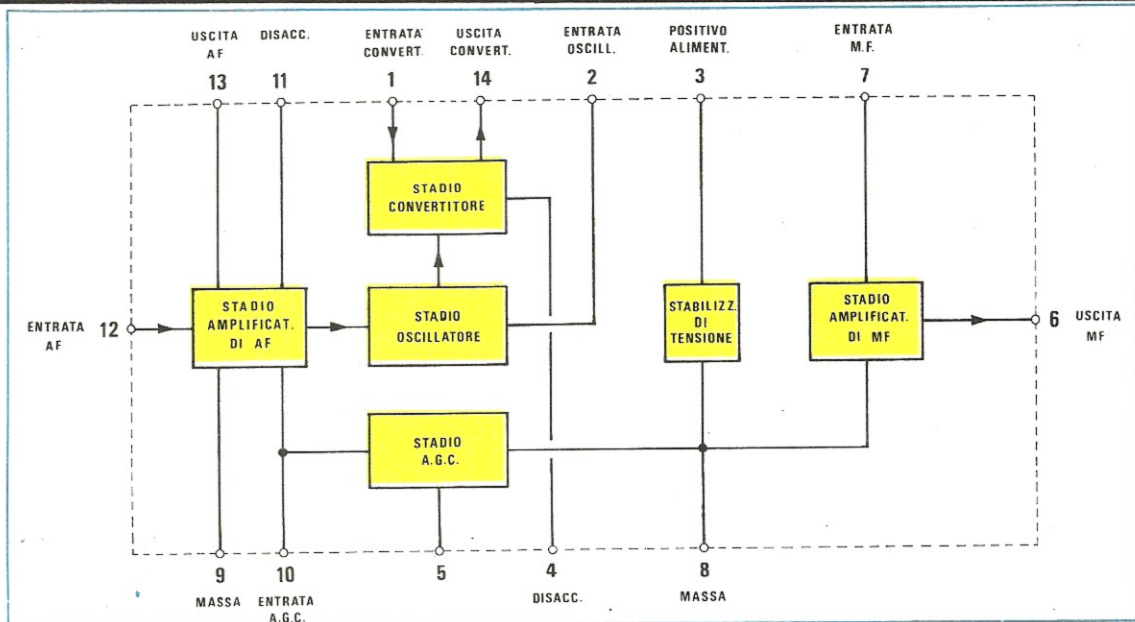 USCITA
AF
13
DISACC.
11
ENTRATA
CONVERT.
1
USCITA
CONVERT.
14
ENTRATA
OSCILL.
2
POSITIVO
ALIMENT.
3
ENTRATA
M.F.
7
STADIO
CONVERTITORE
ENTRATA
AF
12
STADIO
AMPLIFICAT.
DI AF
STADIO
OSCILLATORE
STABILIZZ.
DI
TENSIONE
STADIO
AMPLIFICAT.
DI MF
6
USCITA
MF
STADIO
A.G.C.
9
MASSA
10
ENTRATA
A.G.C.
5
4
DISACC.
8
MASSA